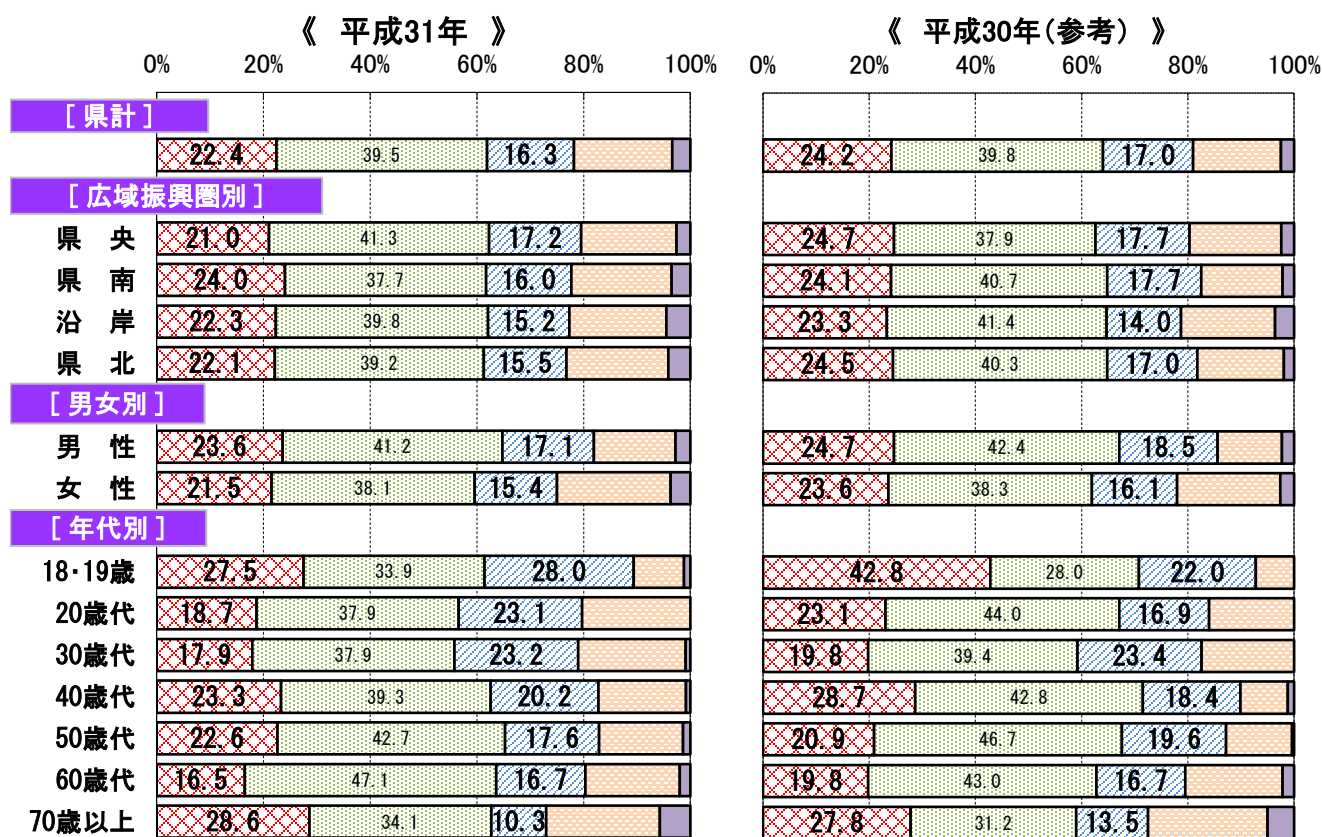 《 平成31年 》 《 平成30年(参考) 》
0% 20% 40% 60% 80% 100% 0% 20% 40% 60% 80% 100%
[ 県計 ]
22.4 39.5 16.3 24.2 39.8 17.0
[ 広域振興圏別 ]
県 央 21.0 41.3 17.2 24.7 37.9 17.7
県 南 24.0 37.7 16.0 24.1 40.7 17.7
沿 岸 22.3 39.8 15.2 23.3 41.4 14.0
県 北 22.1 39.2 15.5 24.5 40.3 17.0
[ 男女別 ]
男 性 23.6 41.2 17.1 24.7 42.4 18.5
女 性 21.5 38.1 15.4 23.6 38.3 16.1
[ 年代別 ]
18・19歳 27.5 33.9 28.0 42.8 28.0 22.0
20歳代 18.7 37.9 23.1 23.1 44.0 16.9
30歳代 17.9 37.9 23.2 19.8 39.4 23.4
40歳代 23.3 39.3 20.2 28.7 42.8 18.4
50歳代 22.6 42.7 17.6 20.9 46.7 19.6
60歳代 16.5 47.1 16.7 19.8 43.0 16.7
70歳以上 28.6 34.1 10.3 27.8 31.2 13.5